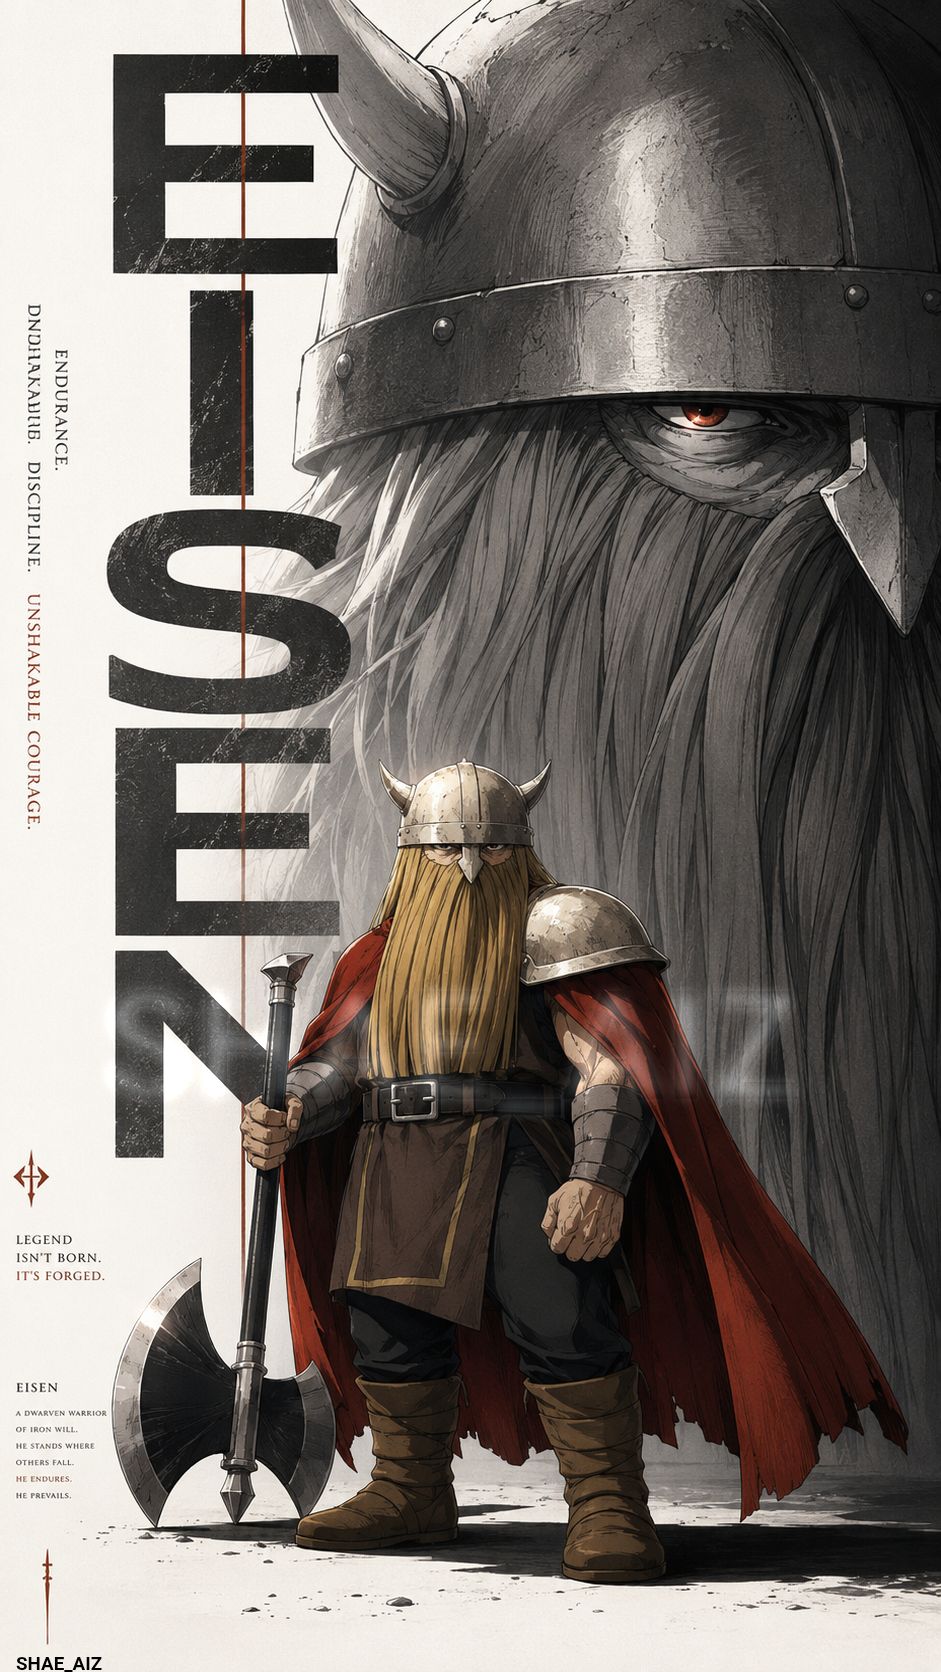 EISEN
ENDURANCE.
DISCIPLINE. UNSHAKABLE COURAGE.
LEGEND
ISN'T BORN.
IT'S FORGED.
EISEN
A DWARVEN WARRIOR
OF IRON WILL.
HE STANDS WHERE
OTHERS FALL.
HE ENDURES.
HE PREVAILS.
SHAE_AIZ